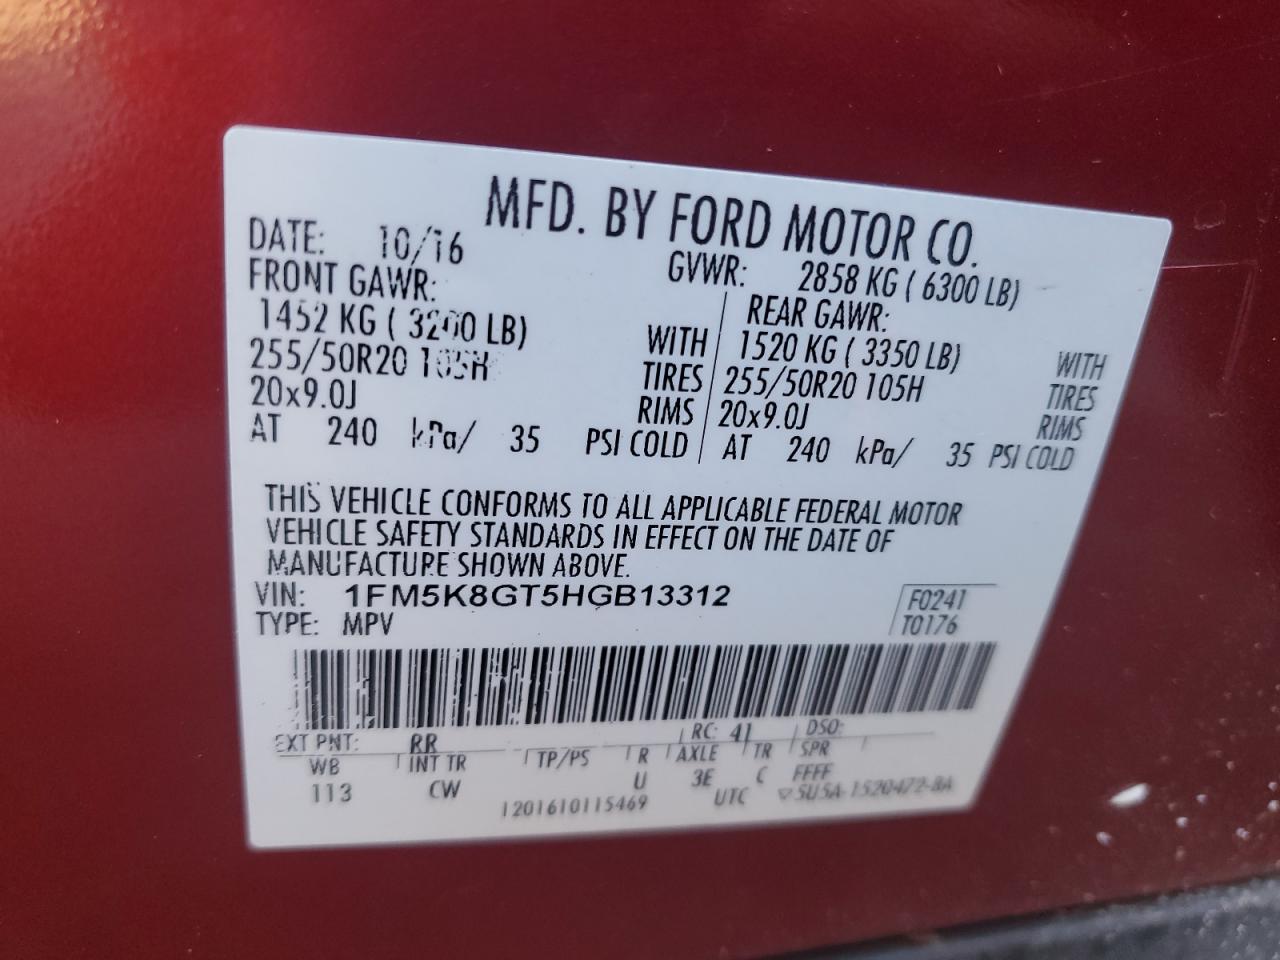 MFD. BY FORD MOTOR CO.
DATE: 10/16 GVWR: 2858 KG ( 6300 LB)
FRONT GAWR: REAR GAWR:
1452 KG ( 3200 LB) WITH 1520 KG ( 3350 LB) WITH
255/50R20 105H TIRES 255/50R20 105H TIRES
20x9.0J RIMS 20x9.0J RIMS
AT 240 kPa/ 35 PSI COLD AT 240 kPa/ 35 PSI COLD
THIS VEHICLE CONFORMS TO ALL APPLICABLE FEDERAL MOTOR
VEHICLE SAFETY STANDARDS IN EFFECT ON THE DATE OF
MANUFACTURE SHOWN ABOVE.
VIN: 1FM5K8GT5HGB13312 F0241
TYPE: MPV T0176
EXT PNT: RR RC: 41 DSO:
WB INT TR TP/PS R AXLE TR SPR
113 CW U 3E C FFFF
1201610115469 UTC ▽5U5A-1520472-BA